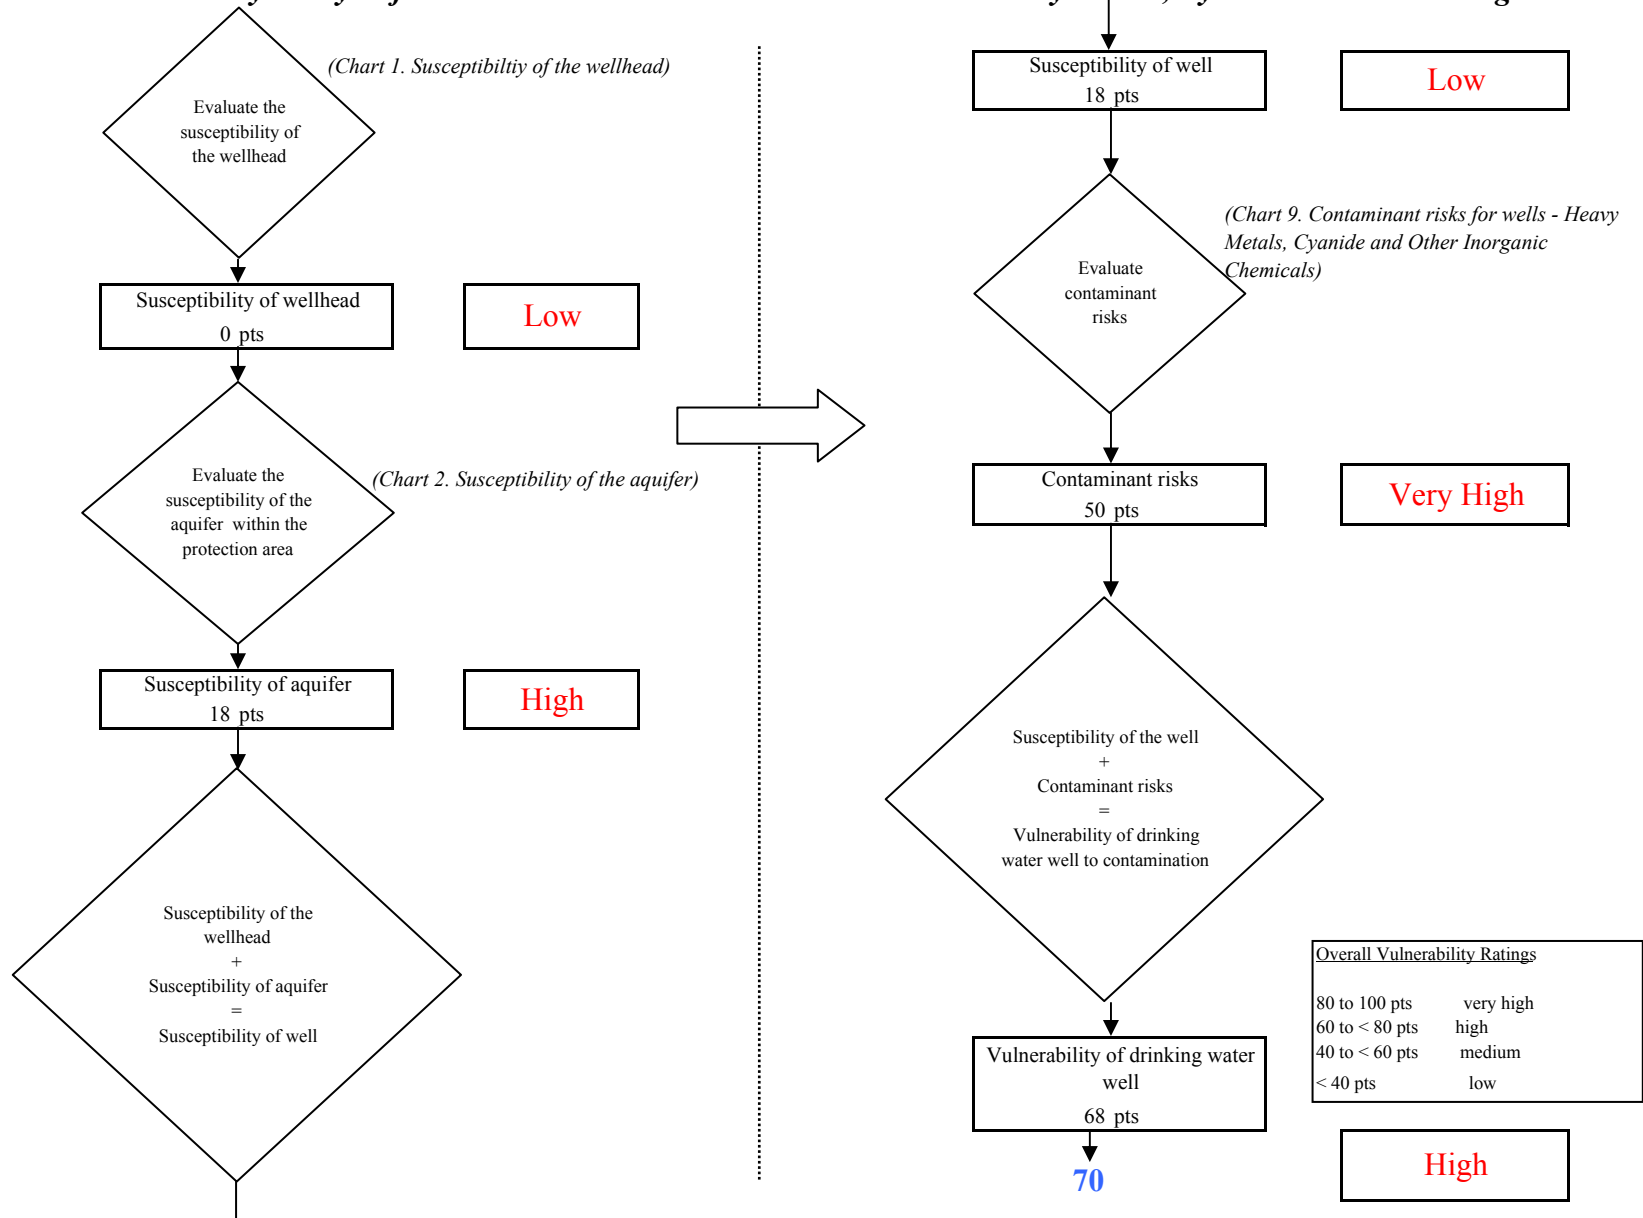 (Chart 1. Susceptibiltiy of the wellhead)
Evaluate the
susceptibility of
the wellhead
Susceptibility of wellhead
0 pts
Low
Evaluate the
susceptibility of the
aquifer within the
protection area
(Chart 2. Susceptibility of the aquifer)
Susceptibility of aquifer
18 pts
High
Susceptibility of the
wellhead
+
Susceptibility of aquifer
=
Susceptibility of well
Susceptibility of well
18 pts
Low
(Chart 9. Contaminant risks for wells - Heavy
Metals, Cyanide and Other Inorganic
Chemicals)
Evaluate
contaminant
risks
Contaminant risks
50 pts
Very High
Susceptibility of the well
+
Contaminant risks
=
Vulnerability of drinking
water well to contamination
Overall Vulnerability Ratings
80 to 100 pts very high
60 to < 80 pts high
40 to < 60 pts medium
< 40 pts low
Vulnerability of drinking water
well
68 pts
70
High